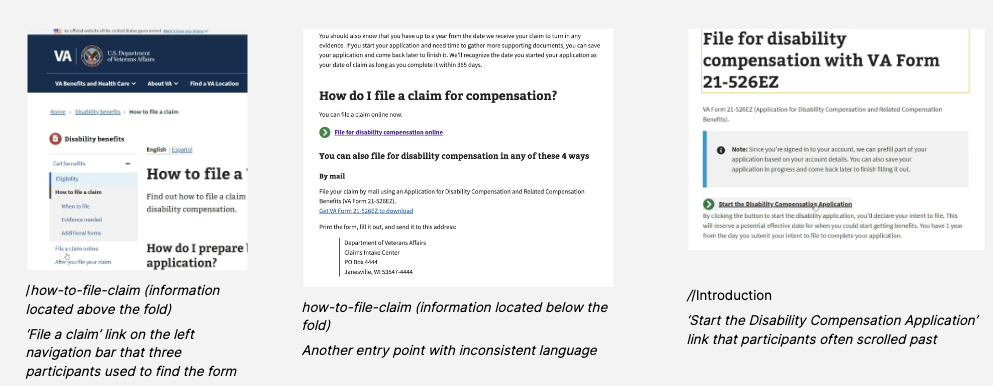 An official website of the United States government
VA
U.S. Department
of Veterans Affairs
VA Benefits and Health Care
About VA
Find a VA Location
Home › Disability benefits › How to file a claim
Disability benefits
Get benefits
Eligibility
How to file a claim
When to file
Evidence needed
Additional forms
File a claim online
After you file your claim
English | Español
How to file a
Find out how to file a claim
disability compensation.
How do I prepare
application?
/how-to-file-claim (information
located above the fold)
‘File a claim’ link on the left
navigation bar that three
participants used to find the form
You should also know that you have up to a year from the date we receive your claim to turn in any
evidence. If you start your application and need time to gather more supporting documents, you can save
your application and come back later to finish it. We'll recognize the date you started your application as
your date of claim as long as you complete it within 365 days.
How do I file a claim for compensation?
You can file a claim online now.
File for disability compensation online
You can also file for disability compensation in any of these 4 ways
By mail
File your claim by mail using an Application for Disability Compensation and Related Compensation
Benefits (VA Form 21-526EZ).
Get VA Form 21-526EZ to download
Print the form, fill it out, and send it to this address:
Department of Veterans Affairs
Claims Intake Center
PO Box 4444
Janesville, WI 53547-4444
how-to-file-claim (information located below the
fold)
Another entry point with inconsistent language
File for disability
compensation with VA Form
21-526EZ
VA Form 21-526EZ (Application for Disability Compensation and Related Compensation
Benefits).
Note: Since you're signed in to your account, we can prefill part of your
application based on your account details. You can also save your
application in progress and come back later to finish filling it out.
Start the Disability Compensation Application
By clicking the button to start the disability application, you'll declare your intent to file. This
will reserve a potential effective date for when you could start getting benefits. You have 1
year from the day you submit your intent to file to complete your application.
//Introduction
‘Start the Disability Compensation Application’
link that participants often scrolled past